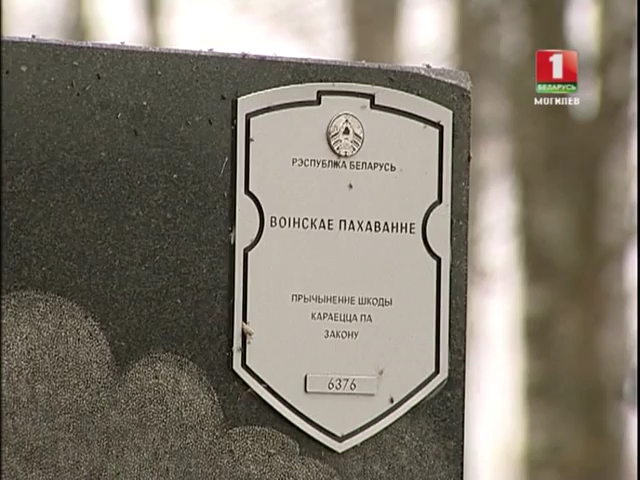 1
БЕЛАРУСЬ
МОГИЛЕВ
РЭСПУБЛІКА БЕЛАРУСЬ
ВОІНСКАЕ ПАХАВАННЕ
ПРЫЧЫНЕННЕ ШКОДЫ
КАРАЕЦЦА ПА
ЗАКОНУ
6376